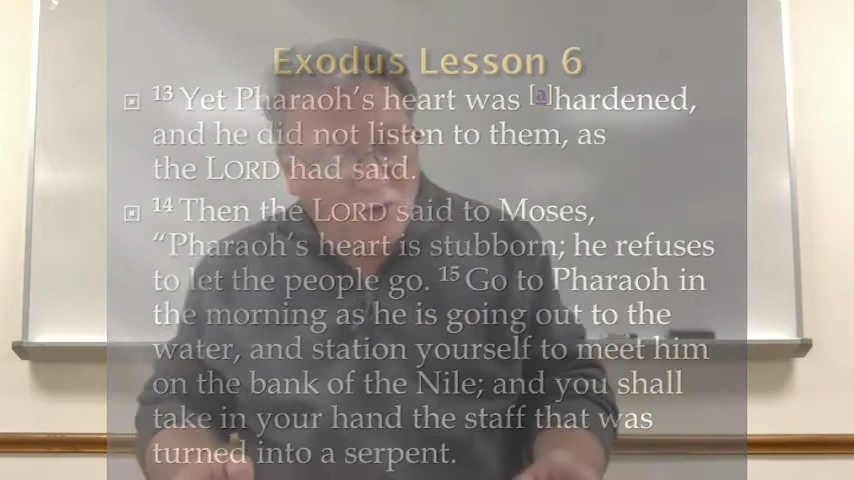 Exodus Lesson 6
13 Yet Pharaoh's heart was [a]hardened,
and he did not listen to them, as
the LORD had said.
14 Then the LORD said to Moses,
“Pharaoh's heart is stubborn; he refuses
to let the people go. 15 Go to Pharaoh in
the morning as he is going out to the
water, and station yourself to meet him
on the bank of the Nile; and you shall
take in your hand the staff that was
turned into a serpent.